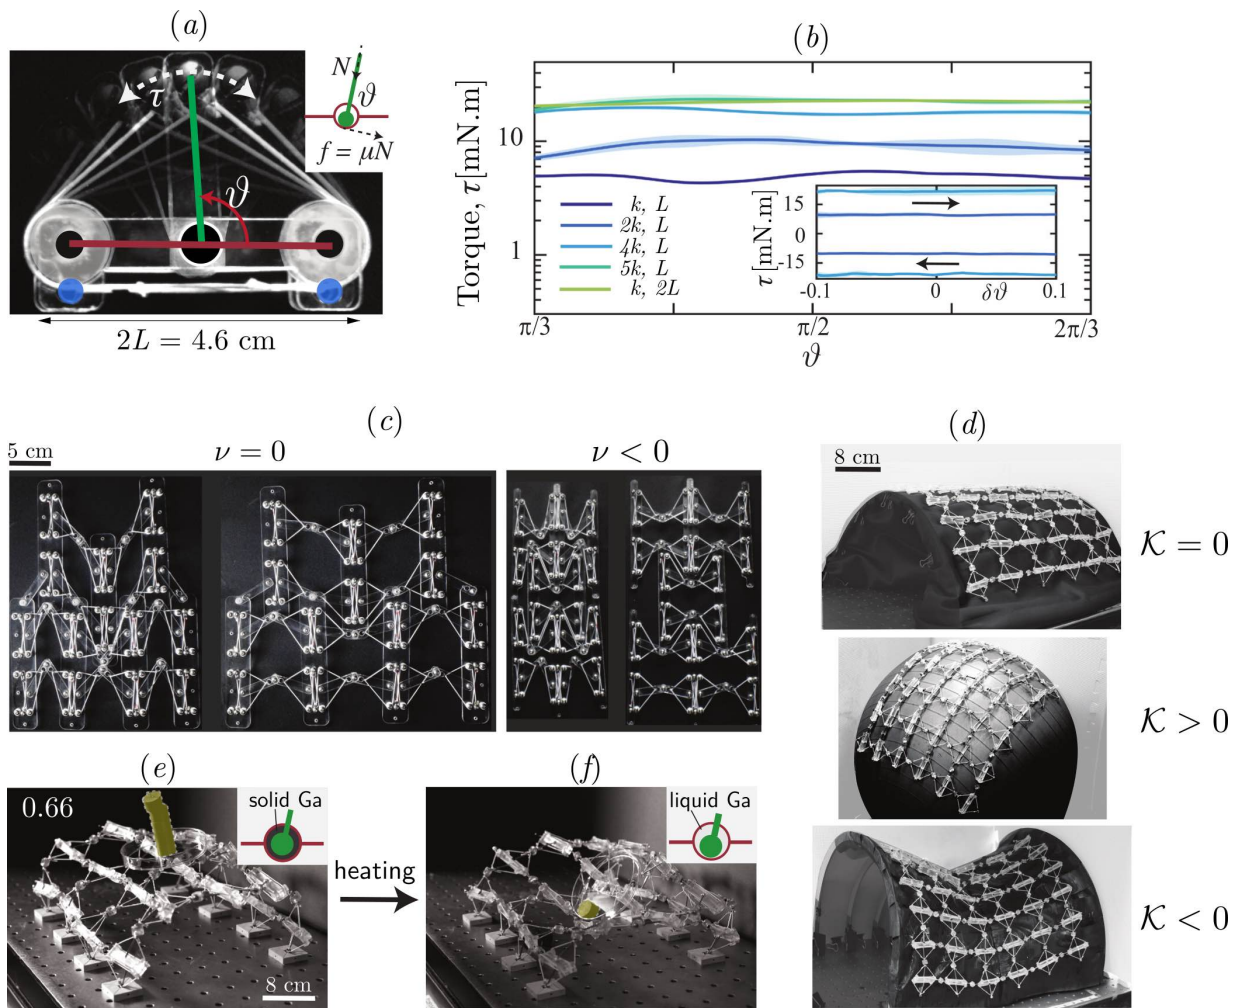 (a)
N
ϑ
f = μN
τ
ϑ
2L = 4.6 cm
(b)
Torque, τ[mN.m]
10
1
k, L
2k, L
4k, L
5k, L
k, 2L
τ[mN.m]
15
0
-15
-0.1
0
δϑ
0.1
π/3
π/2
2π/3
ϑ
(c)
5 cm
ν = 0
ν < 0
(d)
8 cm
𝒦 = 0
𝒦 > 0
𝒦 < 0
(e)
0.66
solid Ga
8 cm
heating
(f)
liquid Ga